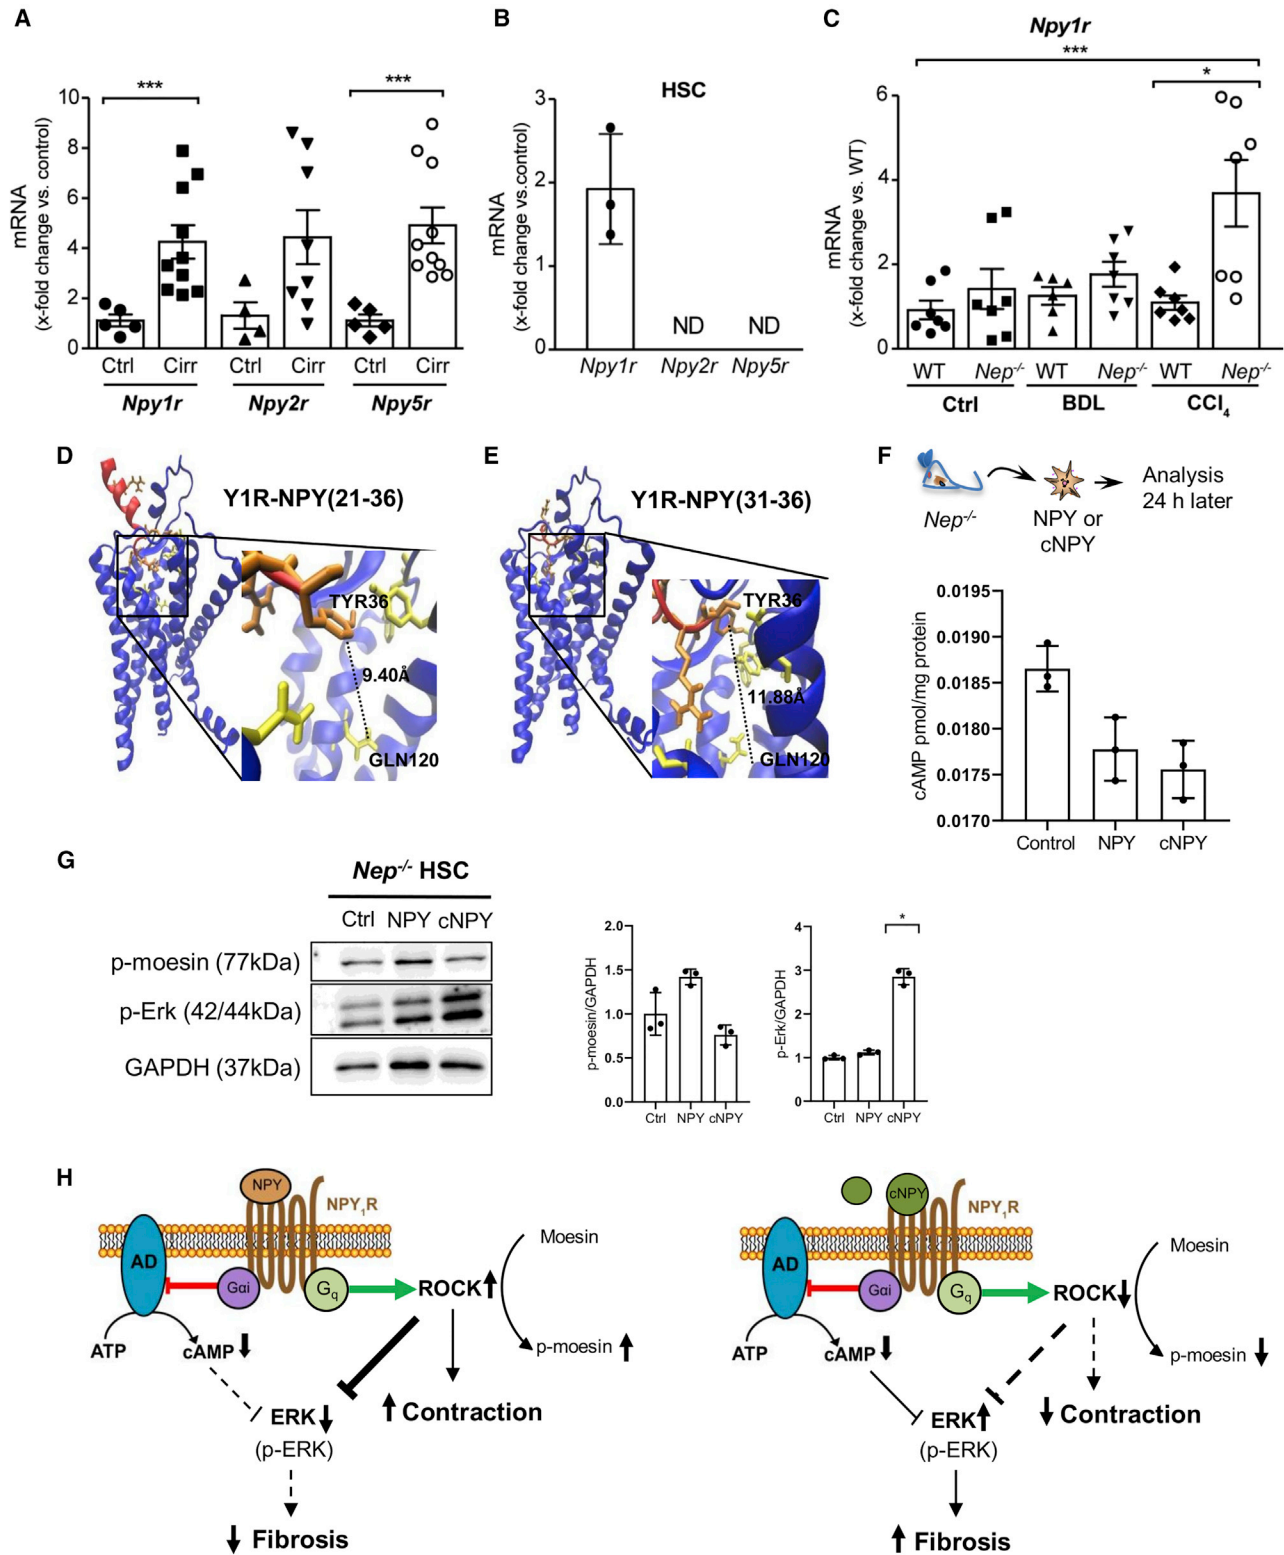 A
mRNA
(x-fold change vs. control)
10
8
6
4
2
0
***
***
Ctrl Cirr Ctrl Cirr Ctrl Cirr
Npy1r Npy2r Npy5r
B
HSC
mRNA
(x-fold change vs.control)
3
2
1
0
ND ND
Npy1r Npy2r Npy5r
C
Npy1r
***
*
mRNA
(x-fold change vs. WT)
6
4
2
0
WT Nep-/- WT Nep-/- WT Nep-/-
Ctrl BDL CCl4
D
Y1R-NPY(21-36)
TYR36
9.40Å
GLN120
E
Y1R-NPY(31-36)
TYR36
11.88Å
GLN120
F
Nep-/-
NPY or
cNPY
Analysis
24 h later
cAMP pmol/mg protein
0.0195
0.0190
0.0185
0.0180
0.0175
0.0170
Control NPY cNPY
G
Nep-/- HSC
Ctrl NPY cNPY
p-moesin (77kDa)
p-Erk (42/44kDa)
GAPDH (37kDa)
p-moesin/GAPDH
2.0
1.5
1.0
0.5
0.0
Ctrl NPY cNPY
p-Erk/GAPDH
4
3
2
1
0
*
Ctrl NPY cNPY
H
NPY
NPY1R
AD
Gαi
Gq
ROCK
Moesin
p-moesin
ATP
cAMP
ERK
(p-ERK)
Contraction
Fibrosis
cNPY
NPY1R
AD
Gαi
Gq
ROCK
Moesin
p-moesin
ATP
cAMP
ERK
(p-ERK)
Contraction
Fibrosis